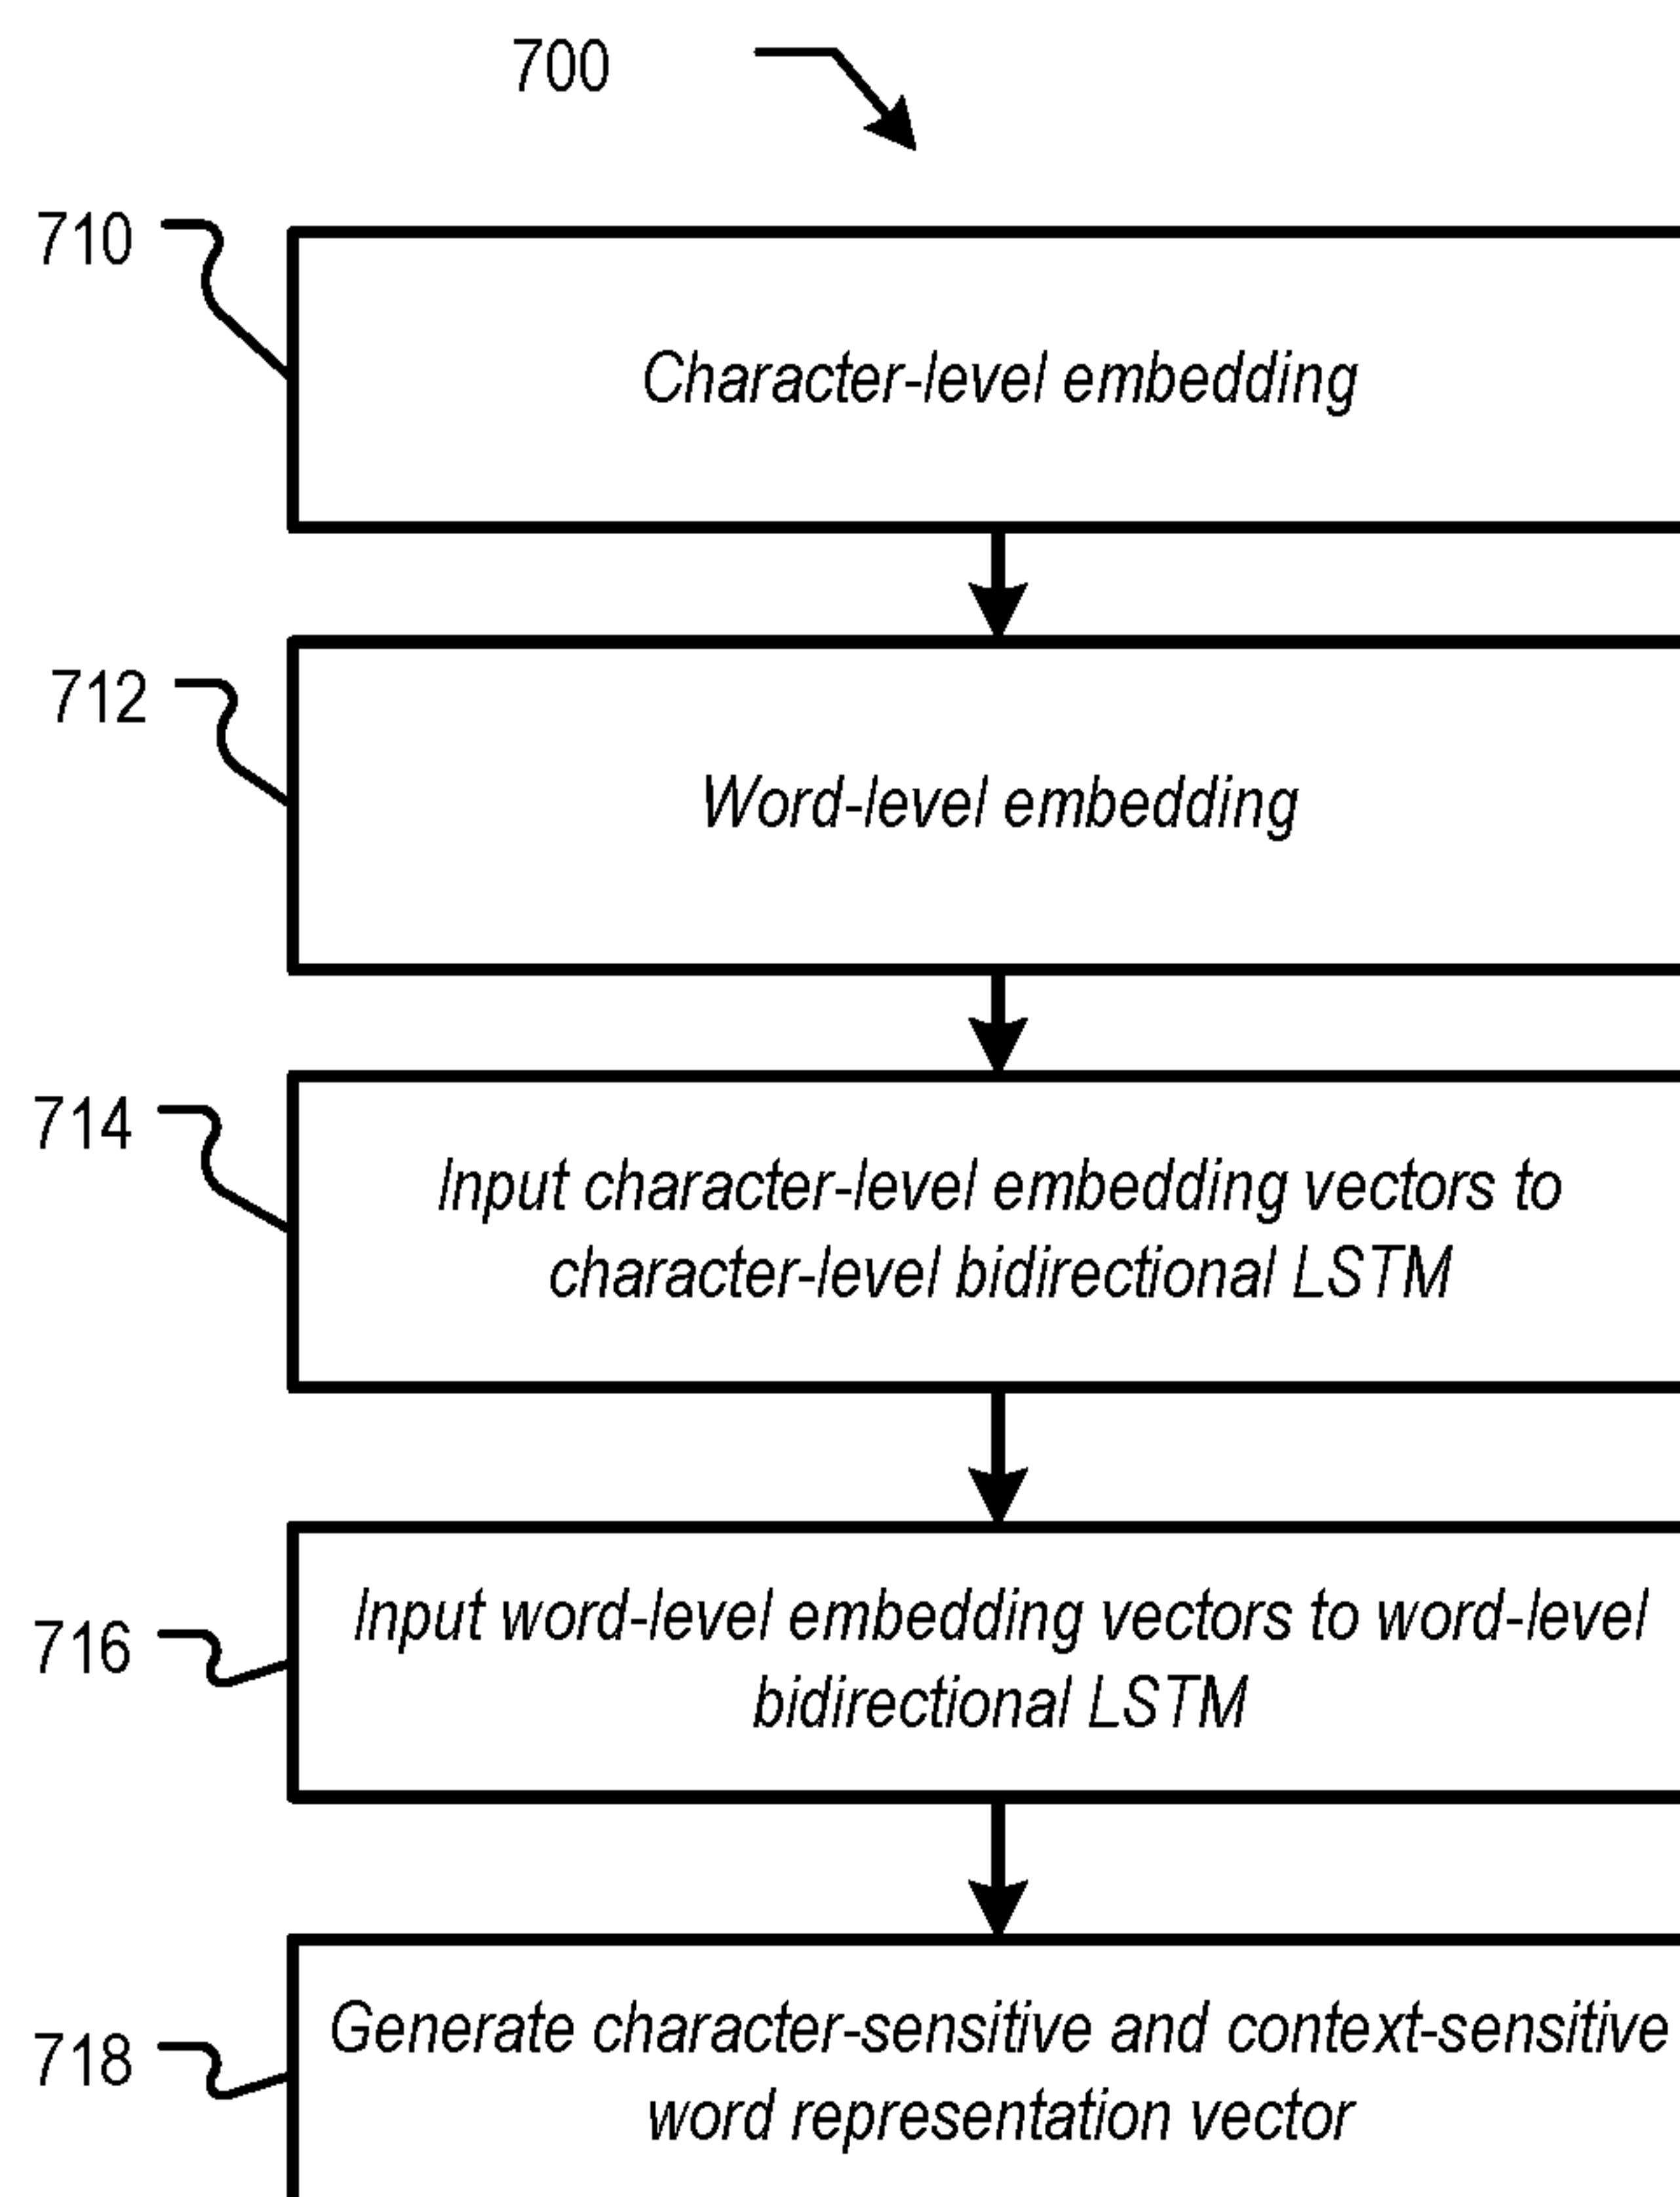 700
710
Character-level embedding
712
Word-level embedding
714
Input character-level embedding vectors to
character-level bidirectional LSTM
716
Input word-level embedding vectors to word-level
bidirectional LSTM
718
Generate character-sensitive and context-sensitive
word representation vector